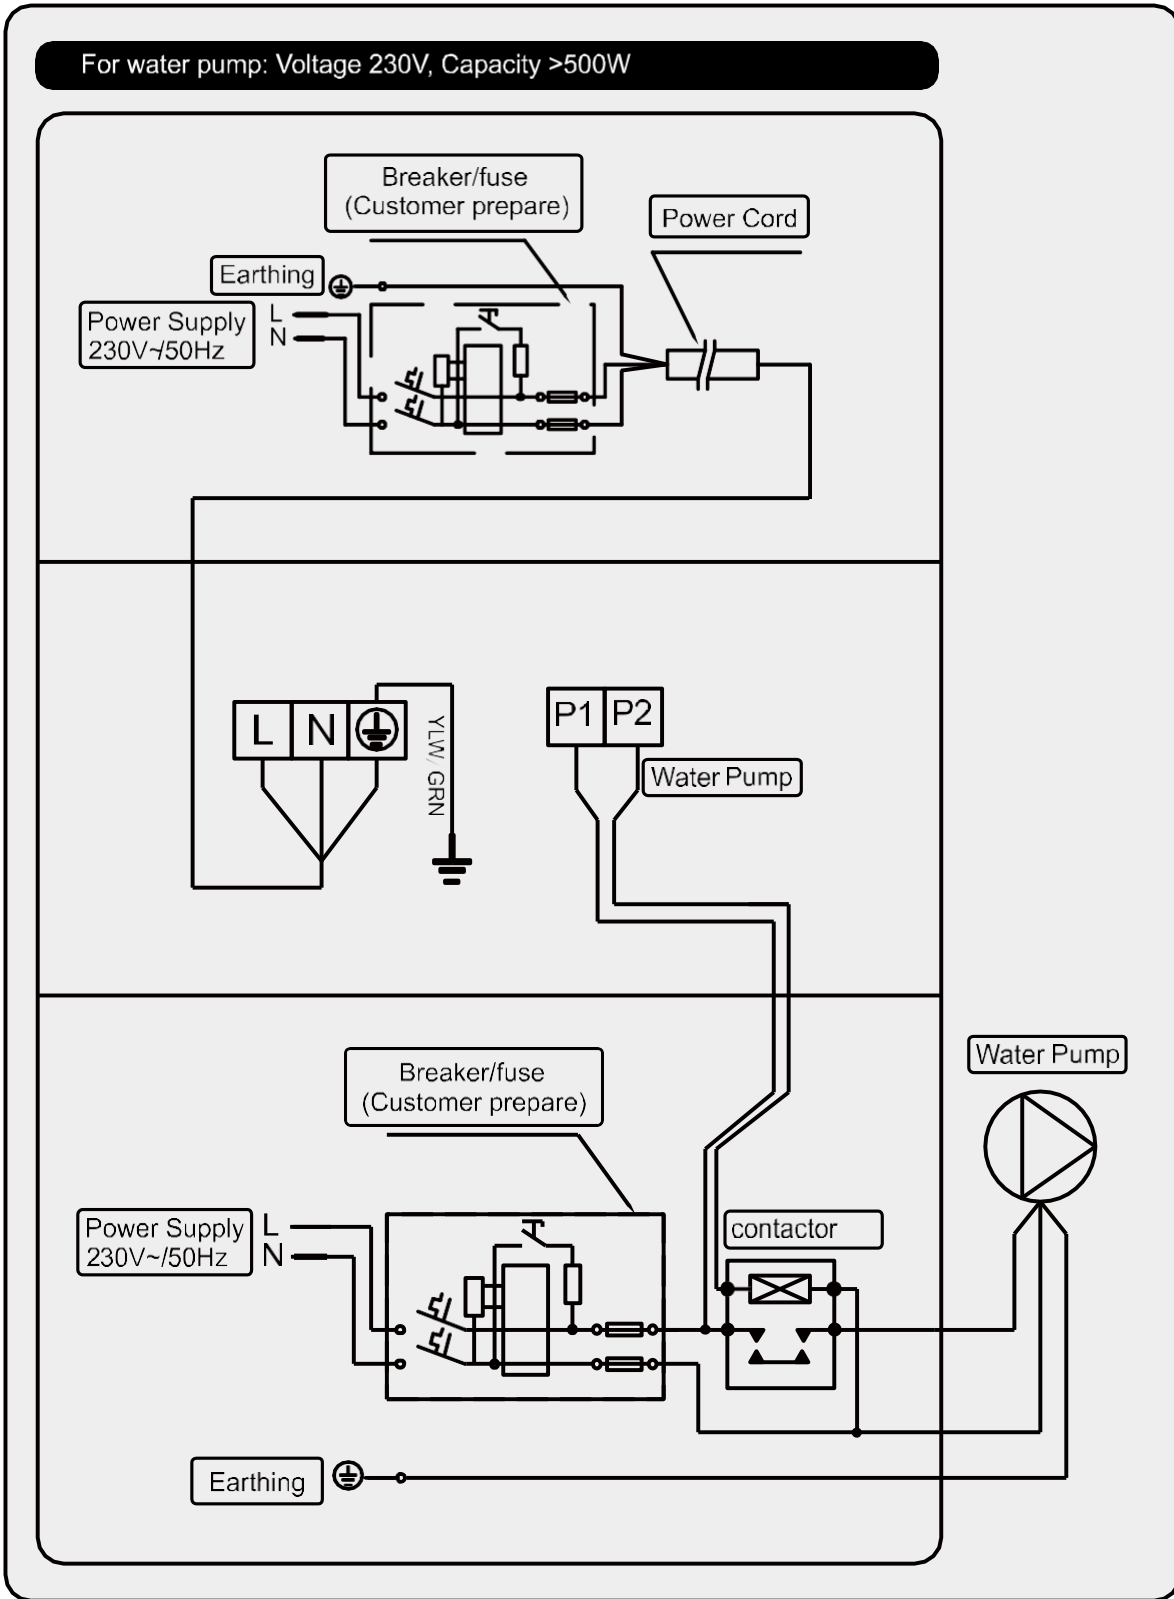 For water pump: Voltage 230V, Capacity >500W
Breaker/fuse
(Customer prepare)
Power Cord
Earthing
Power Supply
230V~/50Hz
L
N
L N
YLW/GRN
P1 P2
Water Pump
Water Pump
Breaker/fuse
(Customer prepare)
Power Supply
230V~/50Hz
L
N
contactor
Earthing